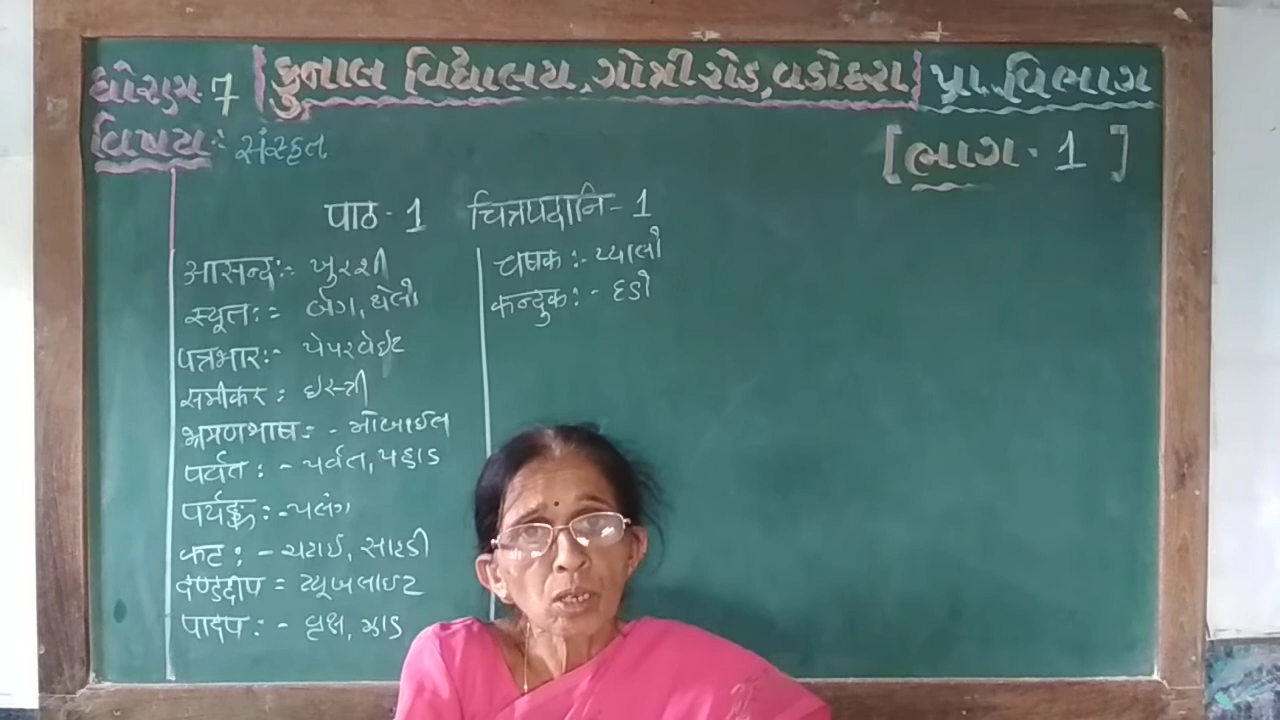 ધોરણ-7 કુનાલ વિદ્યાલય, ગોત્રી રોડ, વડોદરા પ્રા. વિભાગ
વિષય: સંસ્કૃત
[ભાગ - 1]
पाठ - 1 चित्रपदानि - 1
आसन्दः - ખુરશી
स्यूतः = બેગ, થેલી
पत्रभारः - પેપરવેઇટ
समीकर : ઇસ્ત્રી
भ्रमणभाष = - મોબાઈલ
पर्वतः - પર્વત, પહાડ
पर्यङ्कः - પલંગ
कटः - ચટાઈ, સાદડી
दण्डदीप = ટ્યૂબલાઇટ
पादपः - વૃક્ષ, ઝાડ
चषकः - પ્યાલો
कन्दुकः - દડો